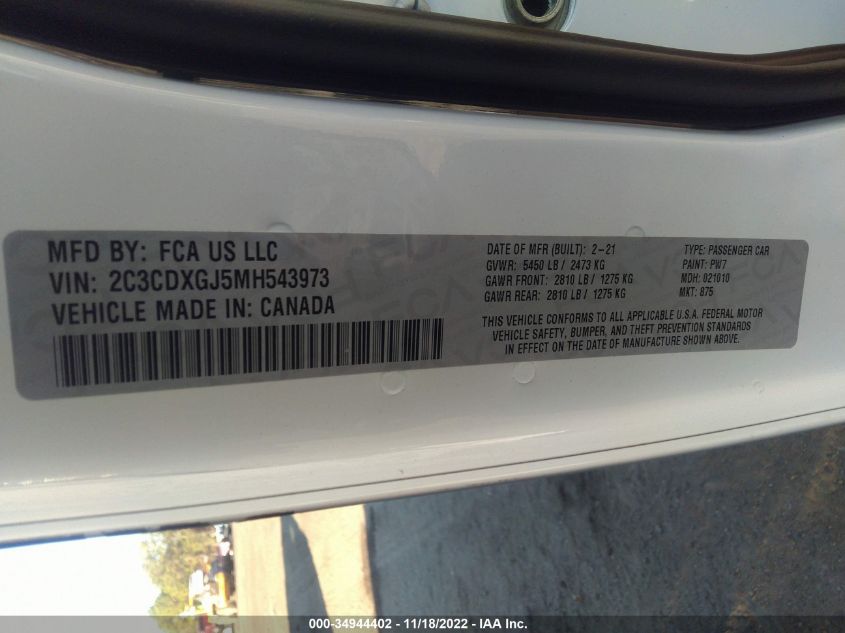 MFD BY: FCA US LLC
VIN: 2C3CDXGJ5MH543973
VEHICLE MADE IN: CANADA
DATE OF MFR (BUILT): 2-21
GVWR: 5450 LB / 2473 KG
GAWR FRONT: 2810 LB / 1275 KG
GAWR REAR: 2810 LB / 1275 KG
TYPE: PASSENGER CAR
PAINT: PW7
MDH: 021010
MKT: 875
THIS VEHICLE CONFORMS TO ALL APPLICABLE U.S.A. FEDERAL MOTOR
VEHICLE SAFETY, BUMPER, AND THEFT PREVENTION STANDARDS
IN EFFECT ON THE DATE OF MANUFACTURE SHOWN ABOVE.
000-34944402 - 11/18/2022 - IAA Inc.